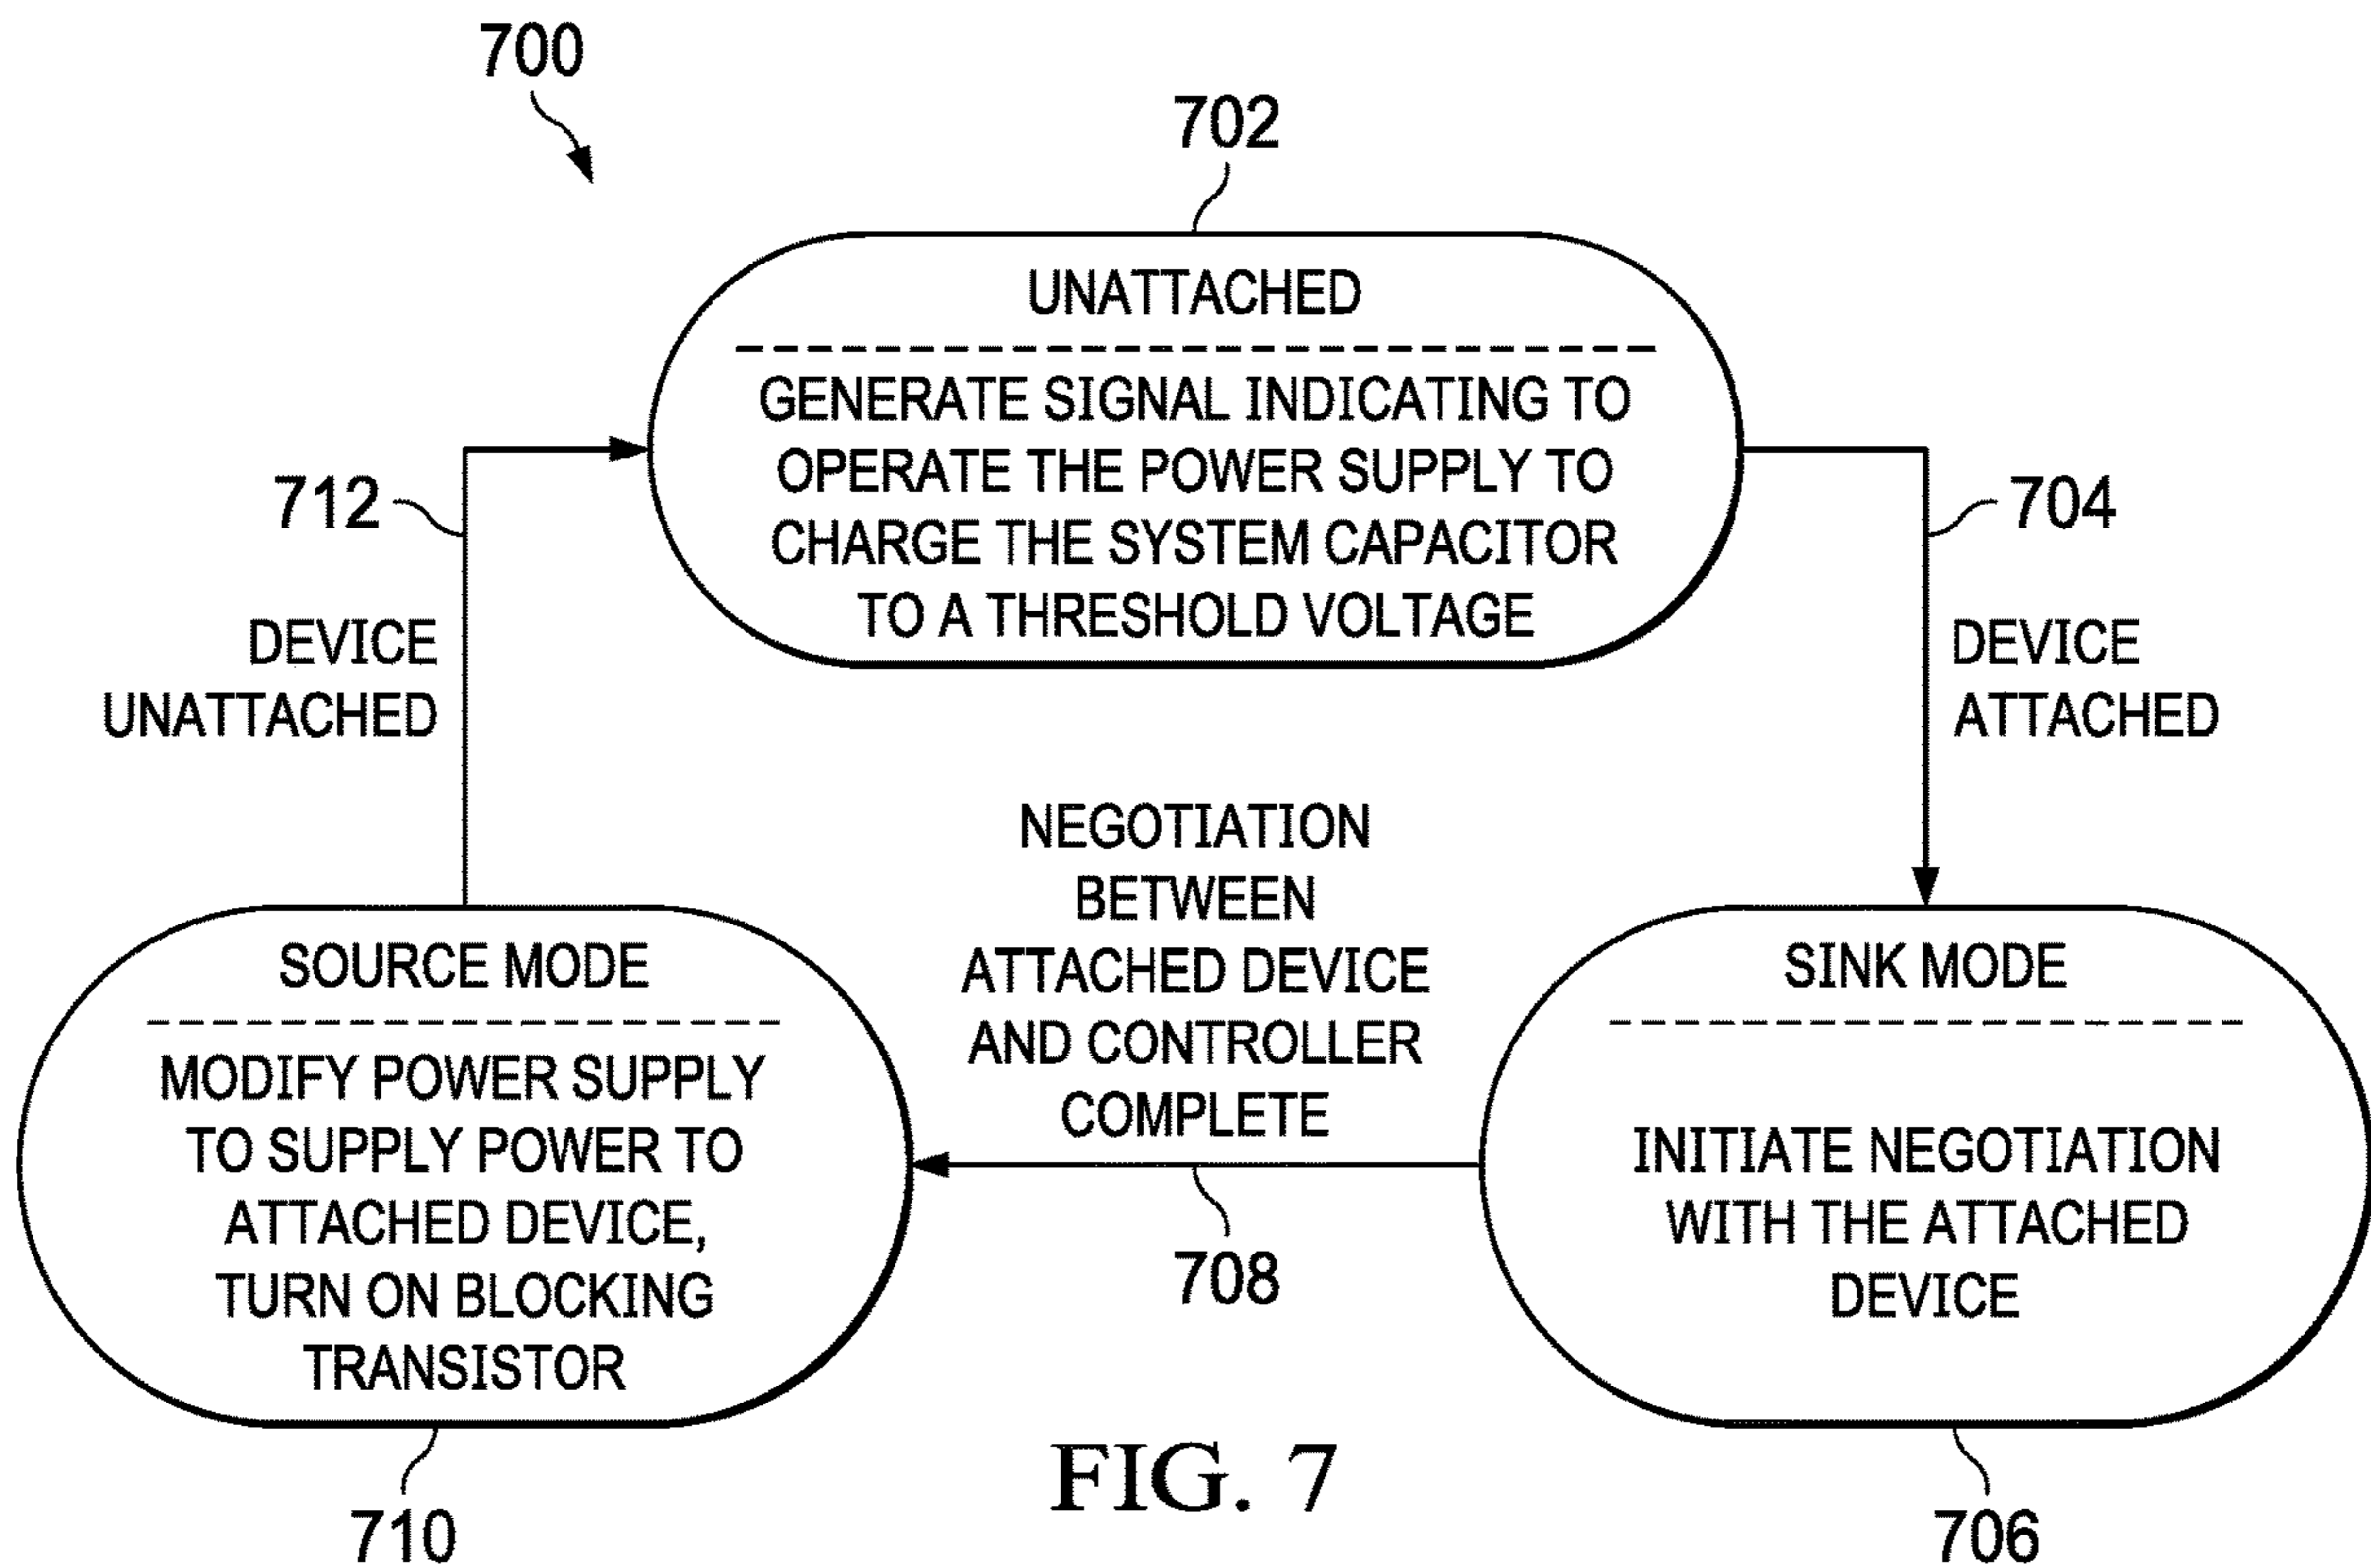 700
702
UNATTACHED
GENERATE SIGNAL INDICATING TO
OPERATE THE POWER SUPPLY TO
CHARGE THE SYSTEM CAPACITOR
TO A THRESHOLD VOLTAGE
712
DEVICE
UNATTACHED
704
DEVICE
ATTACHED
NEGOTIATION
BETWEEN
ATTACHED DEVICE
AND CONTROLLER
COMPLETE
708
SOURCE MODE
MODIFY POWER SUPPLY
TO SUPPLY POWER TO
ATTACHED DEVICE,
TURN ON BLOCKING
TRANSISTOR
710
SINK MODE
INITIATE NEGOTIATION
WITH THE ATTACHED
DEVICE
706
FIG. 7